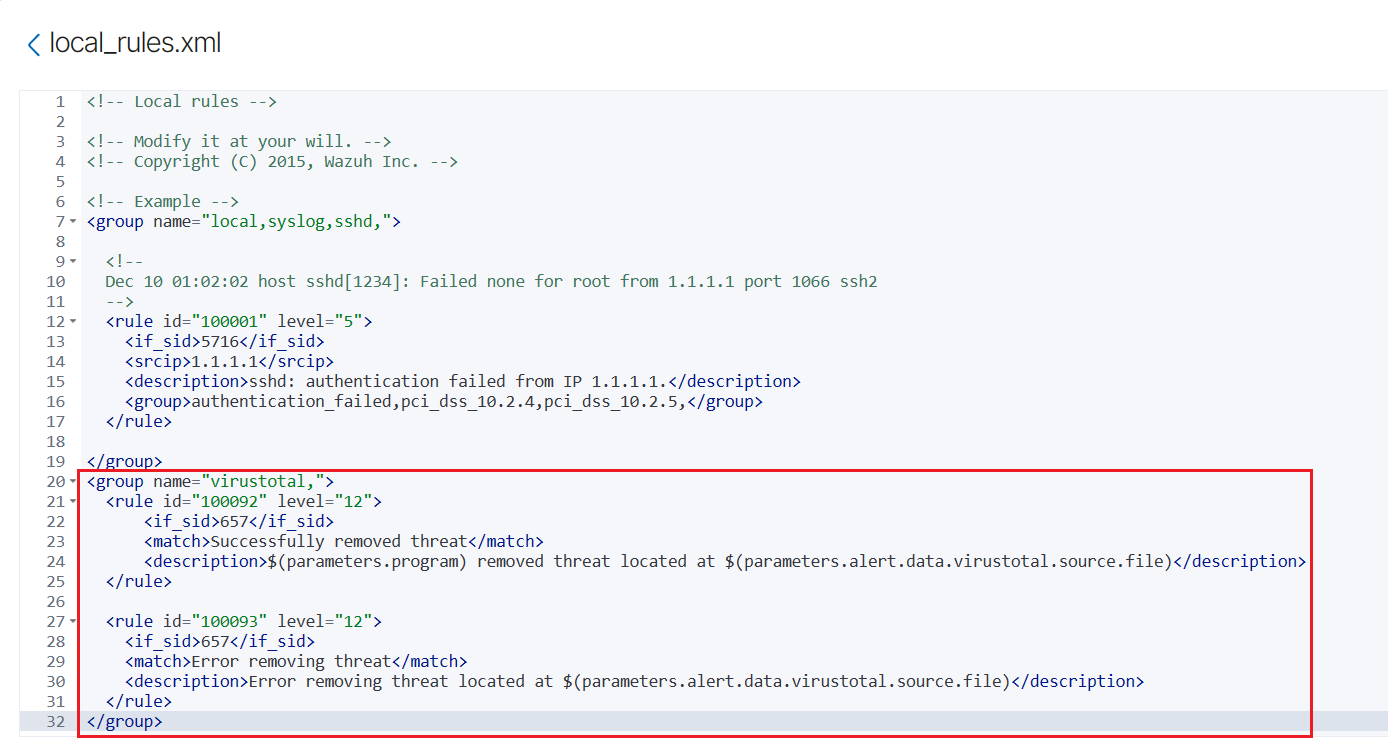 local_rules.xml
1 <!-- Local rules -->
2
3 <!-- Modify it at your will. -->
4 <!-- Copyright (C) 2015, Wazuh Inc. -->
5
6 <!-- Example -->
7 <group name="local,syslog,sshd,">
8
9 <!--
10 Dec 10 01:02:02 host sshd[1234]: Failed none for root from 1.1.1.1 port 1066 ssh2
11 -->
12 <rule id="100001" level="5">
13 <if_sid>5716</if_sid>
14 <srcip>1.1.1.1</srcip>
15 <description>sshd: authentication failed from IP 1.1.1.1.</description>
16 <group>authentication_failed,pci_dss_10.2.4,pci_dss_10.2.5,</group>
17 </rule>
18
19 </group>
20 <group name="virustotal,">
21 <rule id="100092" level="12">
22 <if_sid>657</if_sid>
23 <match>Successfully removed threat</match>
24 <description>$(parameters.program) removed threat located at $(parameters.alert.data.virustotal.source.file)</description>
25 </rule>
26
27 <rule id="100093" level="12">
28 <if_sid>657</if_sid>
29 <match>Error removing threat</match>
30 <description>Error removing threat located at $(parameters.alert.data.virustotal.source.file)</description>
31 </rule>
32 </group>